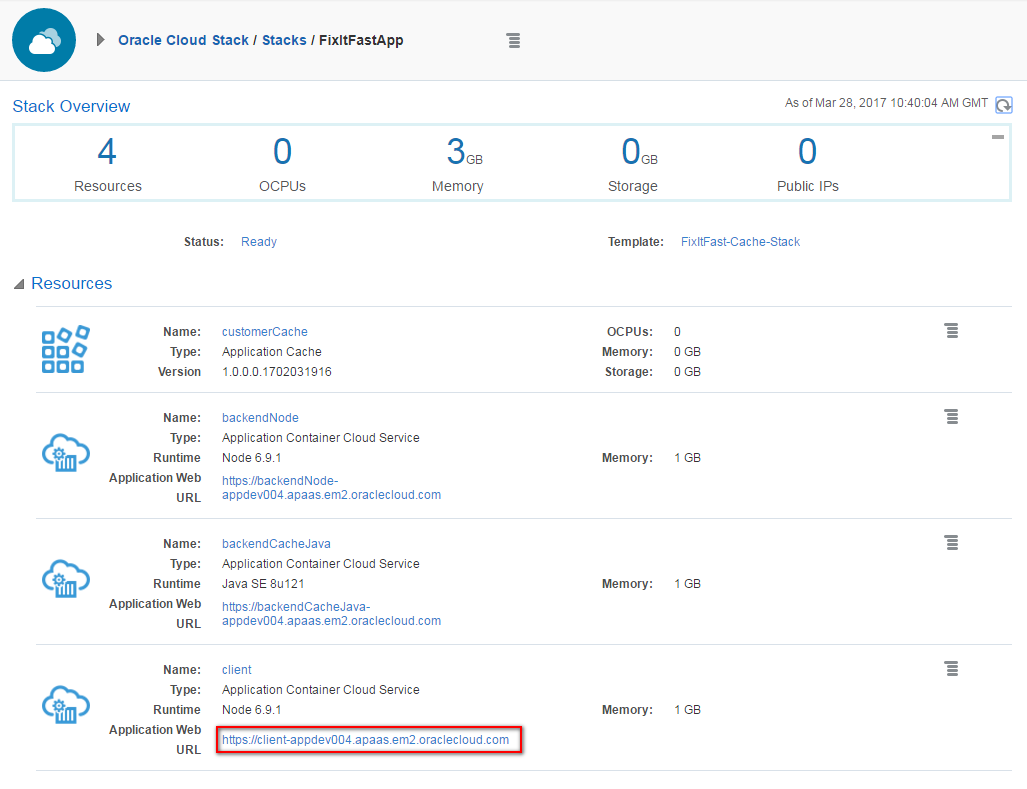 Oracle Cloud Stack / Stacks / FixItFastApp
Stack Overview
As of Mar 28, 2017 10:40:04 AM GMT
4 0 3GB 0GB 0
Resources OCPUs Memory Storage Public IPs
Status: Ready Template: FixItFast-Cache-Stack
Resources
Name: customerCache OCPUs: 0
Type: Application Cache Memory: 0 GB
Version 1.0.0.0.1702031916 Storage: 0 GB
Name: backendNode
Type: Application Container Cloud Service
Runtime Node 6.9.1 Memory: 1 GB
Application Web URL https://backendNode-
appdev004.apaas.em2.oraclecloud.com
Name: backendCacheJava
Type: Application Container Cloud Service
Runtime Java SE 8u121 Memory: 1 GB
Application Web URL https://backendCacheJava-
appdev004.apaas.em2.oraclecloud.com
Name: client
Type: Application Container Cloud Service
Runtime Node 6.9.1 Memory: 1 GB
Application Web URL https://client-appdev004.apaas.em2.oraclecloud.com